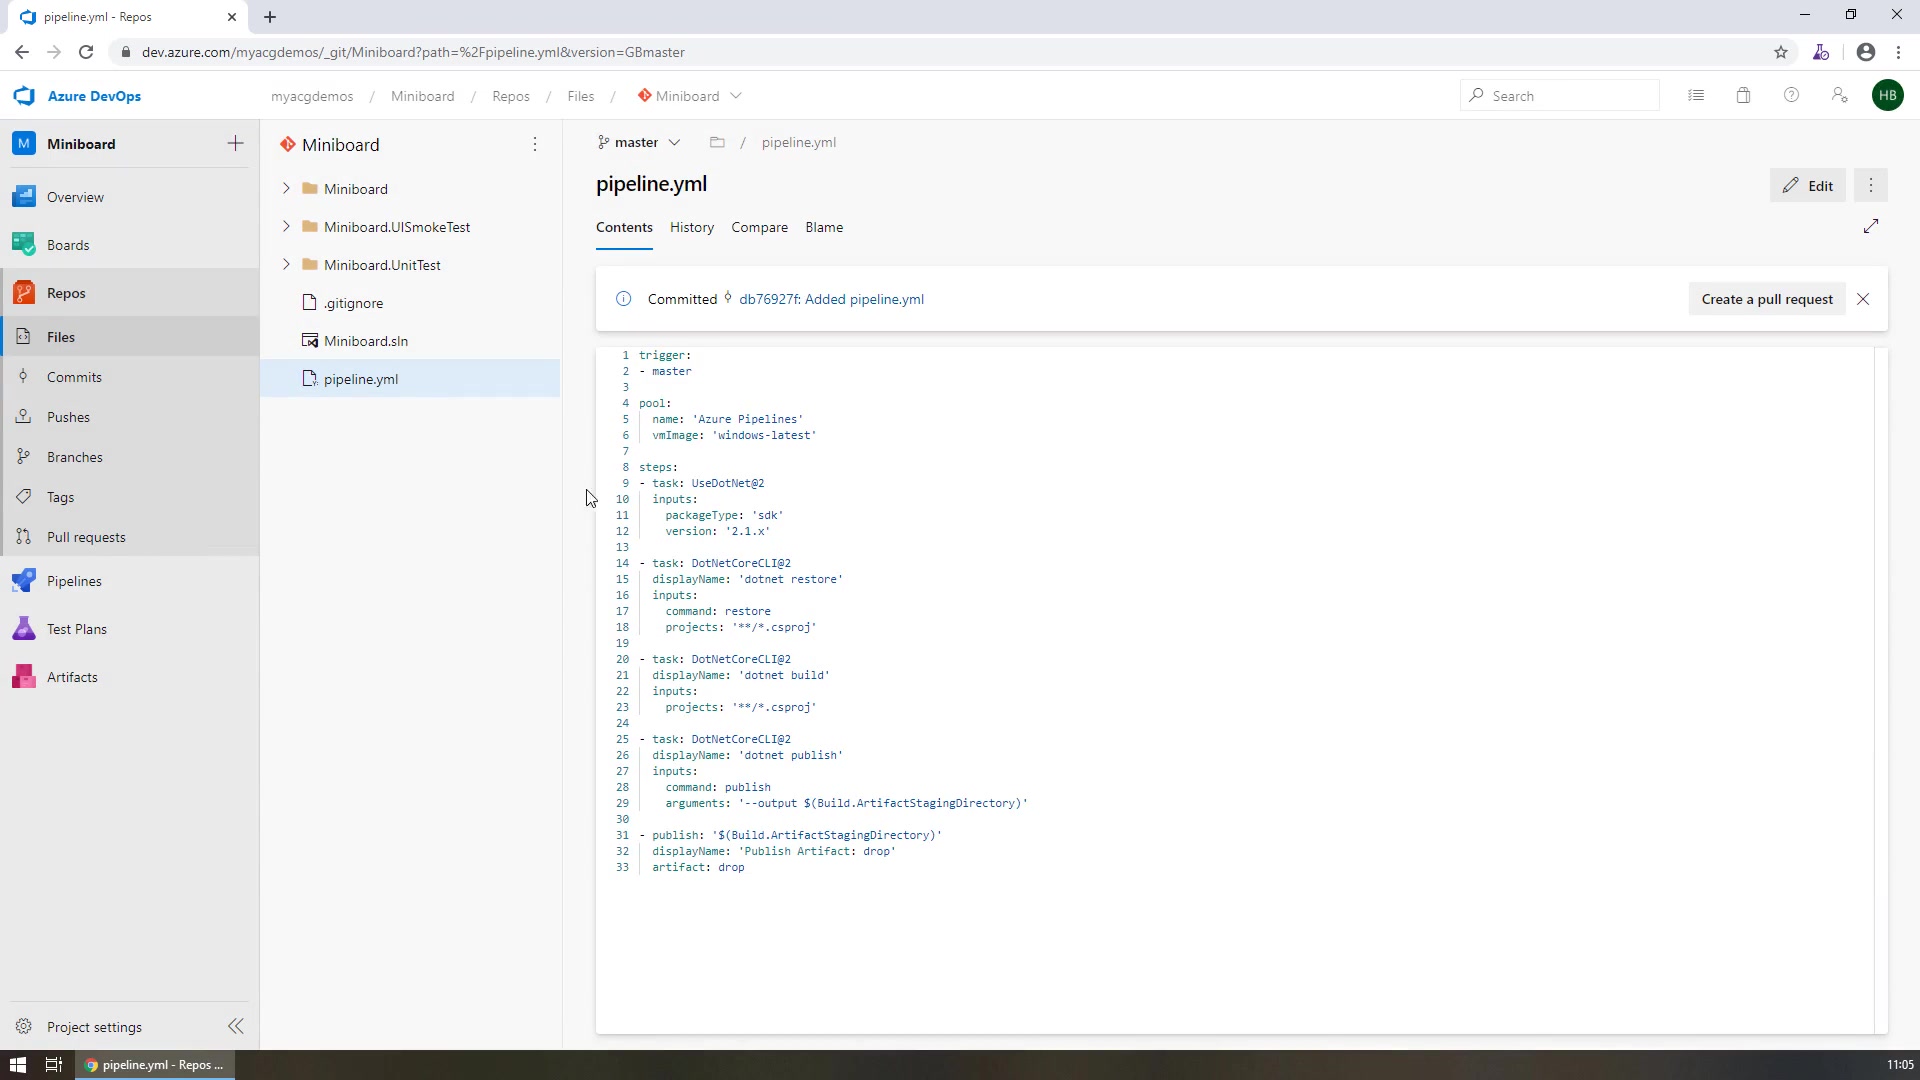 pipeline.yml - Repos
dev.azure.com/myacgdemos/_git/Miniboard?path=%2Fpipeline.yml&version=GBmaster
Azure DevOps
myacgdemos / Miniboard / Repos / Files / Miniboard
Search
HB
M Miniboard
Overview
Boards
Repos
Files
Commits
Pushes
Branches
Tags
Pull requests
Pipelines
Test Plans
Artifacts
Project settings
Miniboard
Miniboard
Miniboard.UISmokeTest
Miniboard.UnitTest
.gitignore
Miniboard.sln
pipeline.yml
master / pipeline.yml
pipeline.yml
Edit
Contents History Compare Blame
Committed db76927f: Added pipeline.yml
Create a pull request
1 trigger:
2 - master
3
4 pool:
5   name: 'Azure Pipelines'
6   vmImage: 'windows-latest'
7
8 steps:
9 - task: UseDotNet@2
10   inputs:
11     packageType: 'sdk'
12     version: '2.1.x'
13
14 - task: DotNetCoreCLI@2
15   displayName: 'dotnet restore'
16   inputs:
17     command: restore
18     projects: '**/*.csproj'
19
20 - task: DotNetCoreCLI@2
21   displayName: 'dotnet build'
22   inputs:
23     projects: '**/*.csproj'
24
25 - task: DotNetCoreCLI@2
26   displayName: 'dotnet publish'
27   inputs:
28     command: publish
29     arguments: '--output $(Build.ArtifactStagingDirectory)'
30
31 - publish: '$(Build.ArtifactStagingDirectory)'
32   displayName: 'Publish Artifact: drop'
33   artifact: drop
pipeline.yml - Repos ...
11:05